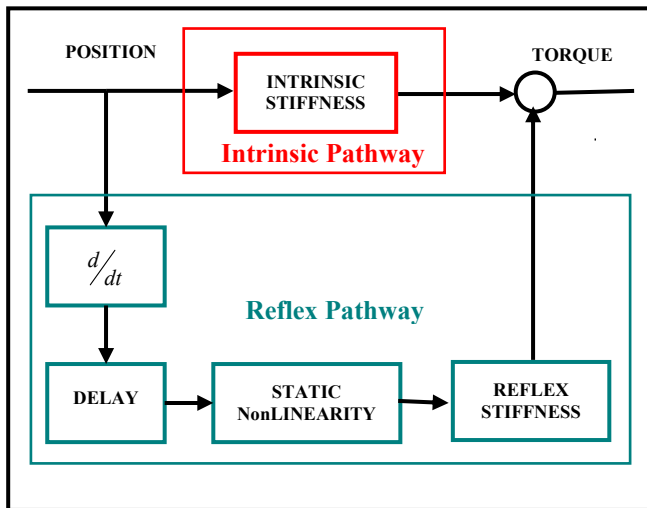 POSITION
TORQUE
INTRINSIC
STIFFNESS
Intrinsic Pathway
d/dt
Reflex Pathway
DELAY
STATIC
NonLINEARITY
REFLEX
STIFFNESS